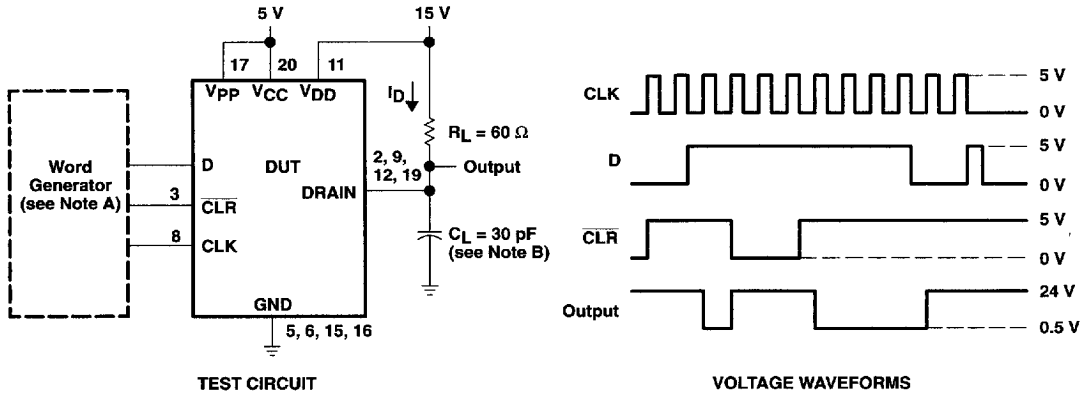 5 V
15 V
17
20
11
VPP
VCC
VDD
ID
RL = 60 Ω
Output
Word
Generator
(see Note A)
D
DUT
2, 9,
12, 19
DRAIN
3
CLR
8
CLK
CL = 30 pF
(see Note B)
GND
5, 6, 15, 16
TEST CIRCUIT
CLK
5 V
0 V
D
5 V
0 V
CLR
5 V
0 V
Output
24 V
0.5 V
VOLTAGE WAVEFORMS